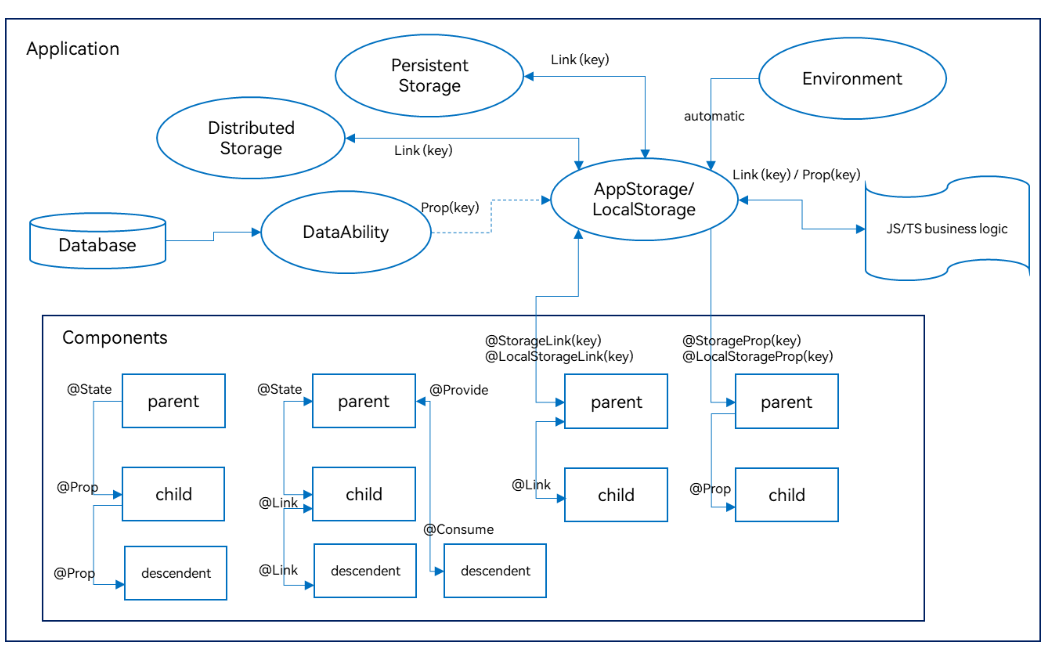 Application
Persistent
Storage
Link (key)
Environment
automatic
Distributed
Storage
Link (key)
Link (key) / Prop(key)
AppStorage/
LocalStorage
Prop(key)
DataAbility
Database
JS/TS business logic
Components
@StorageLink(key)
@LocalStorageLink(key)
@StorageProp(key)
@LocalStorageProp(key)
@State
parent
@State
parent
@Provide
parent
parent
@Prop
child
@Link
child
@Link
child
@Prop
child
@Consume
@Prop
descendent
@Link
descendent
descendent